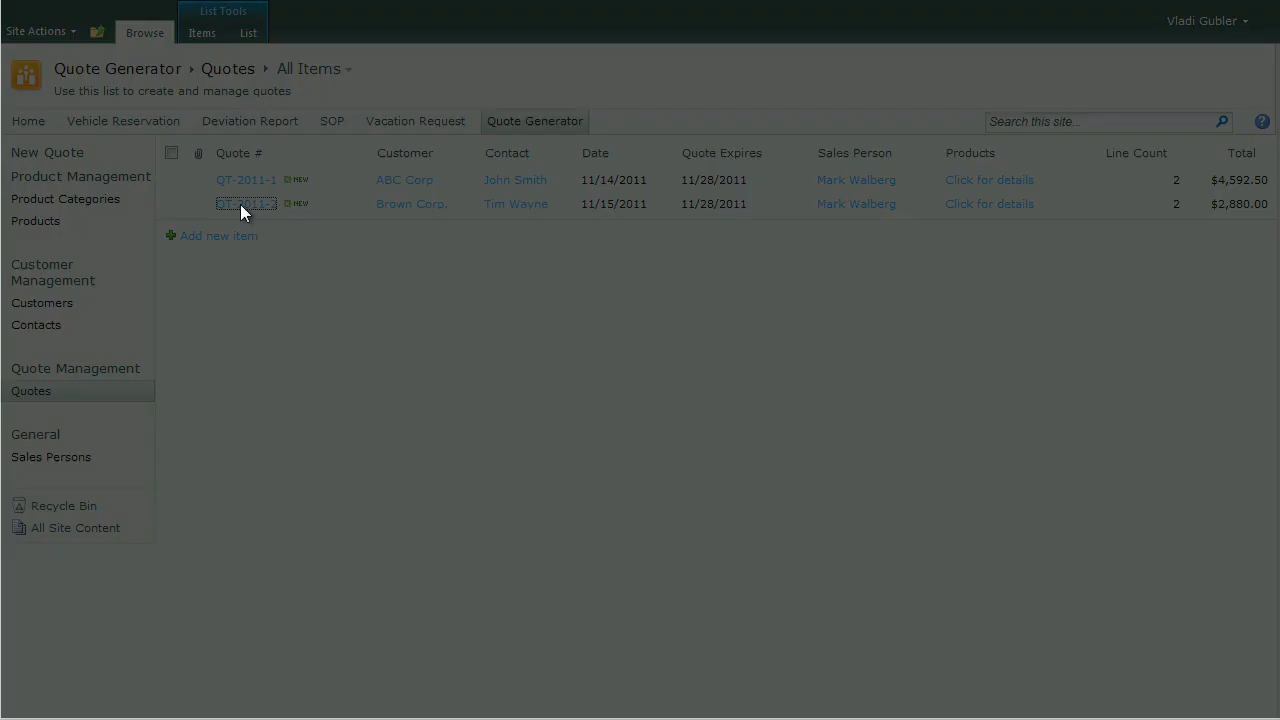 List Tools
Site Actions Browse Items List Vladi Gubler
Quote Generator Quotes All Items
Use this list to create and manage quotes
Home Vehicle Reservation Deviation Report SOP Vacation Request Quote Generator Search this site...
New Quote
Product Management
Product Categories
Products
Customer
Management
Customers
Contacts
Quote Management
Quotes
General
Sales Persons
Recycle Bin
All Site Content
Quote # Customer Contact Date Quote Expires Sales Person Products Line Count Total
QT-2011-1 NEW ABC Corp John Smith 11/14/2011 11/28/2011 Mark Walberg Click for details 2 $4,592.50
QT-2011-2 NEW Brown Corp. Tim Wayne 11/15/2011 11/28/2011 Mark Walberg Click for details 2 $2,880.00
Add new item